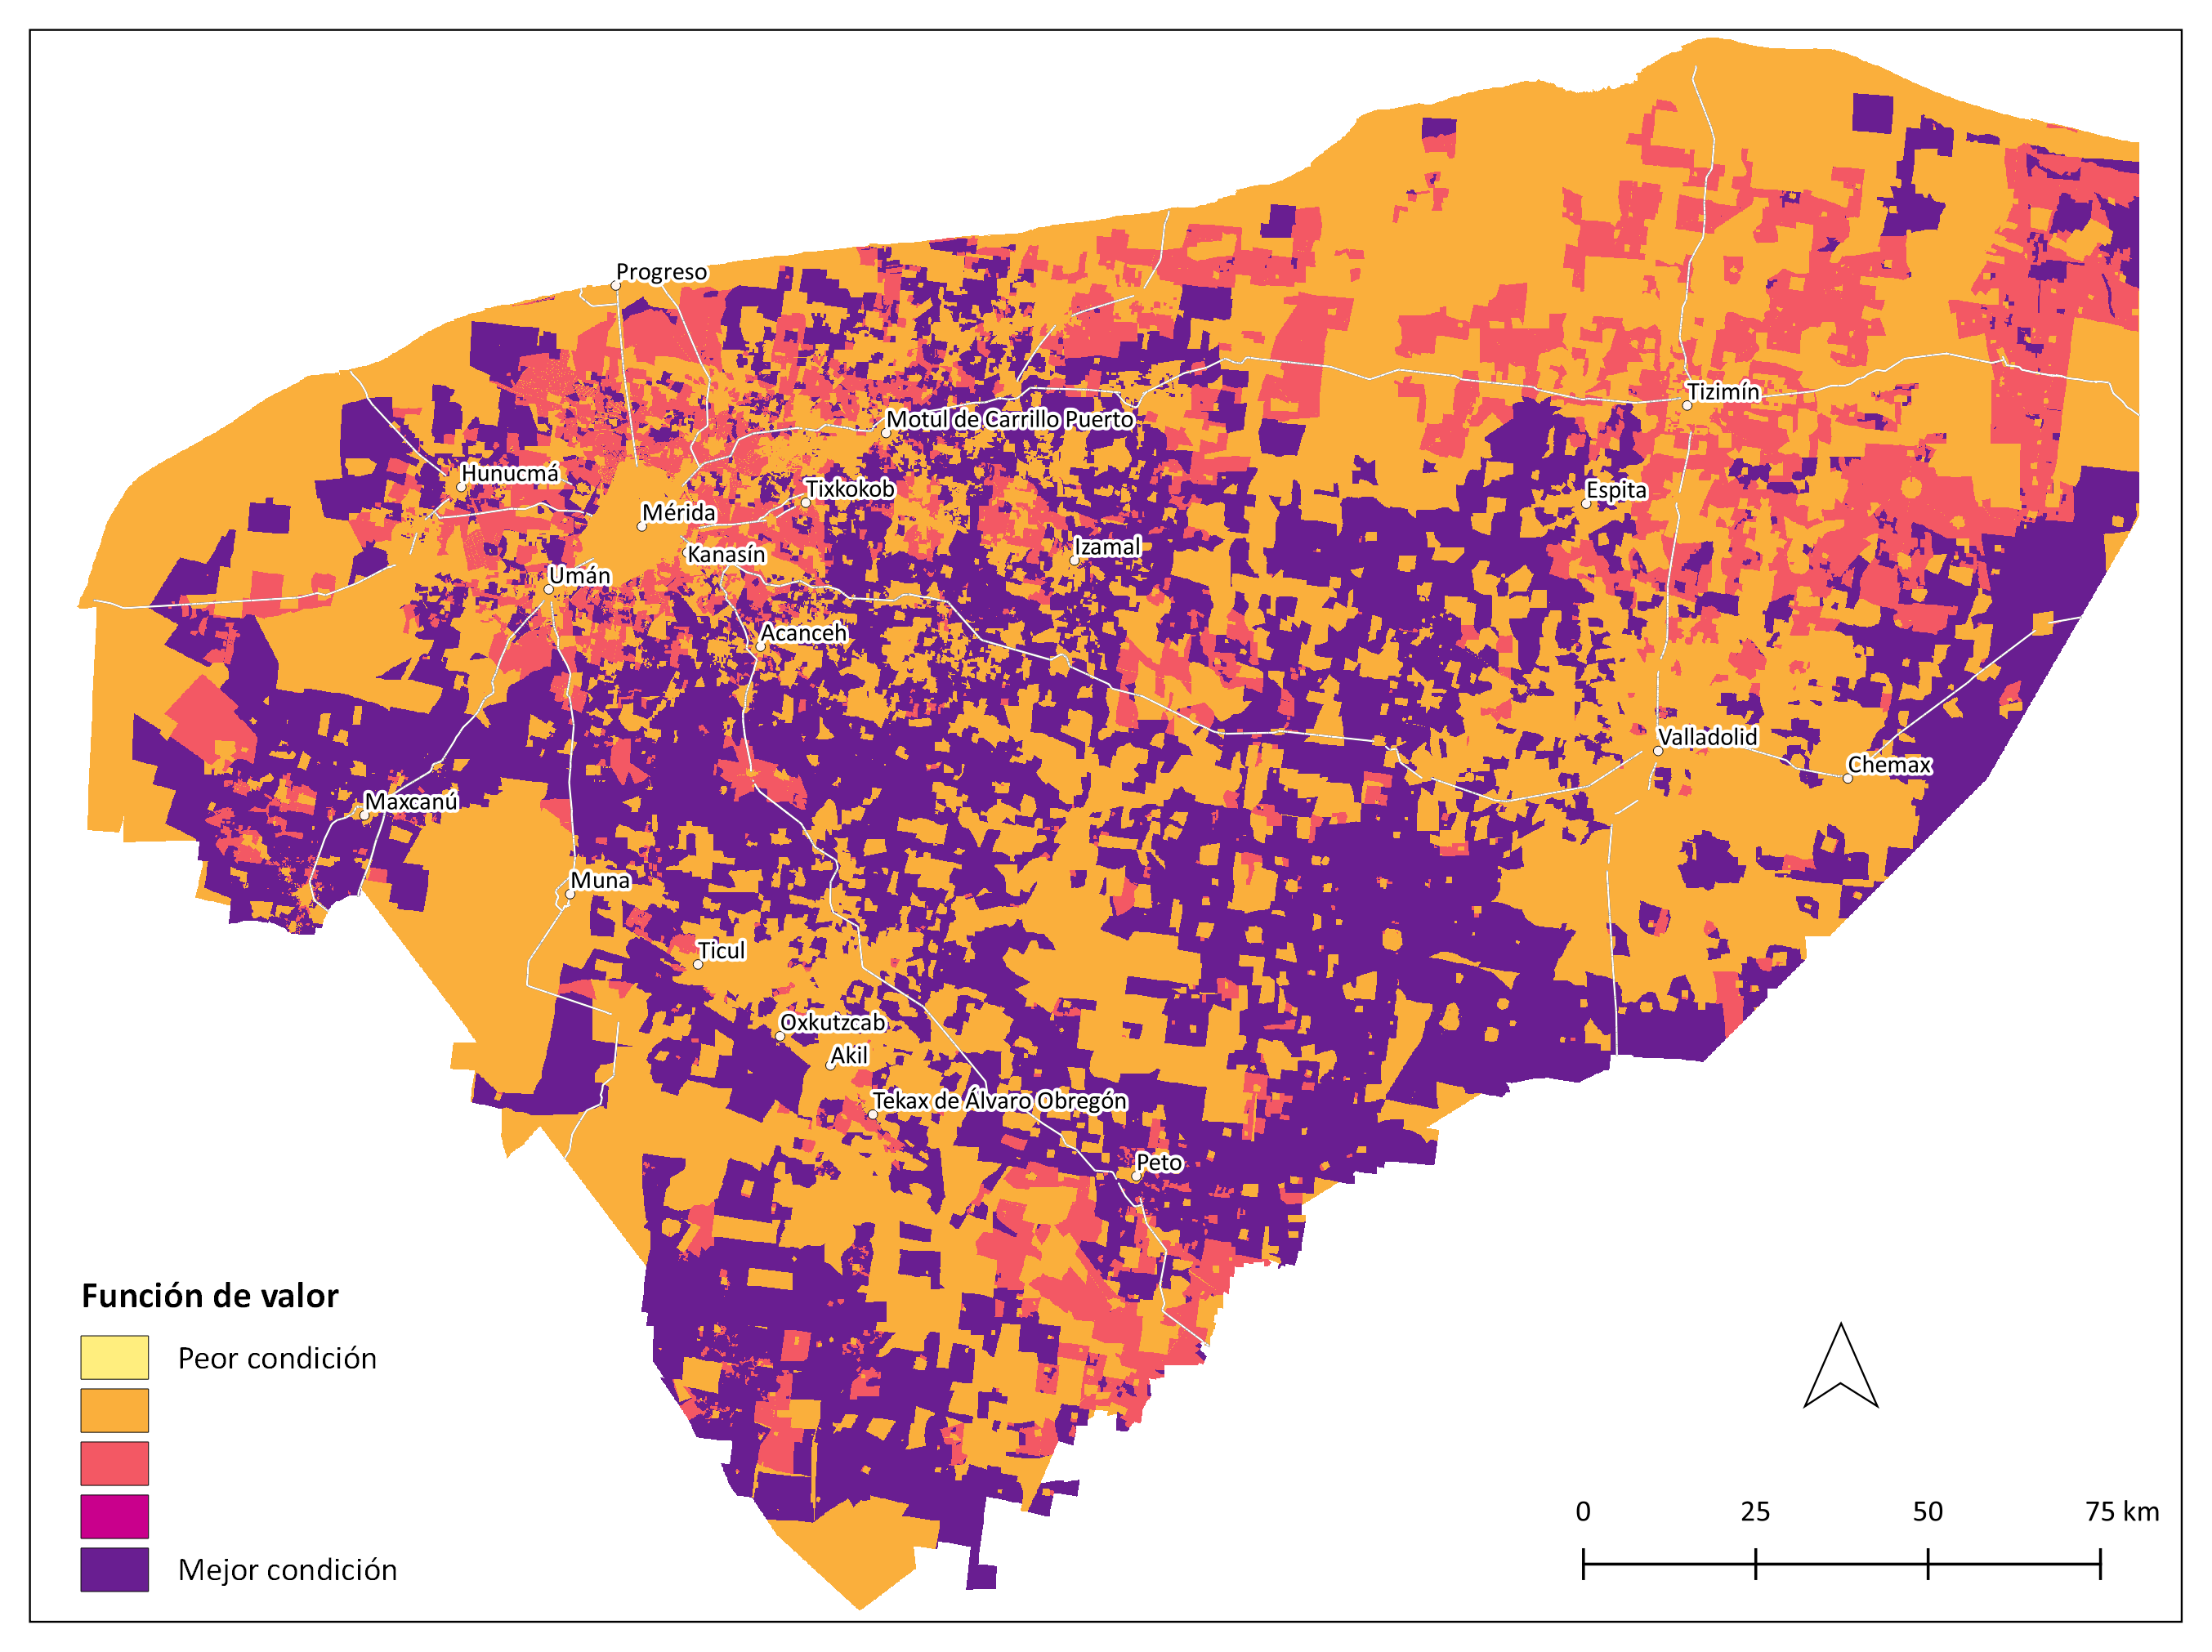 Progreso
Tizimín
Motul de Carrillo Puerto
Hunucmá
Tixkokob
Espita
Mérida
Kanasín
Izamal
Umán
Acanceh
Valladolid
Chemax
Maxcanú
Muna
Ticul
Oxkutzcab
Akil
Tekax de Álvaro Obregón
Peto
Función de valor
Peor condición
Mejor condición
0 25 50 75 km